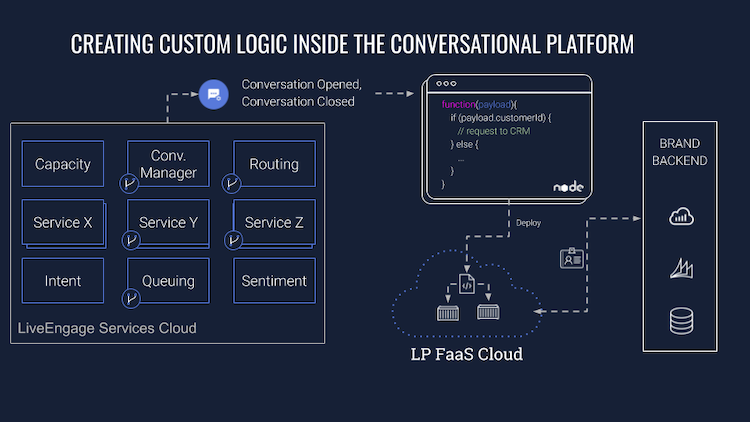 CREATING CUSTOM LOGIC INSIDE THE CONVERSATIONAL PLATFORM
Conversation Opened,
Conversation Closed
function(payload){
if (payload.customerId) {
// request to CRM
} else {
...
}
}
node
Capacity
Conv.
Manager
Routing
Service X
Service Y
Service Z
Intent
Queuing
Sentiment
LiveEngage Services Cloud
Deploy
LP FaaS Cloud
BRAND
BACKEND